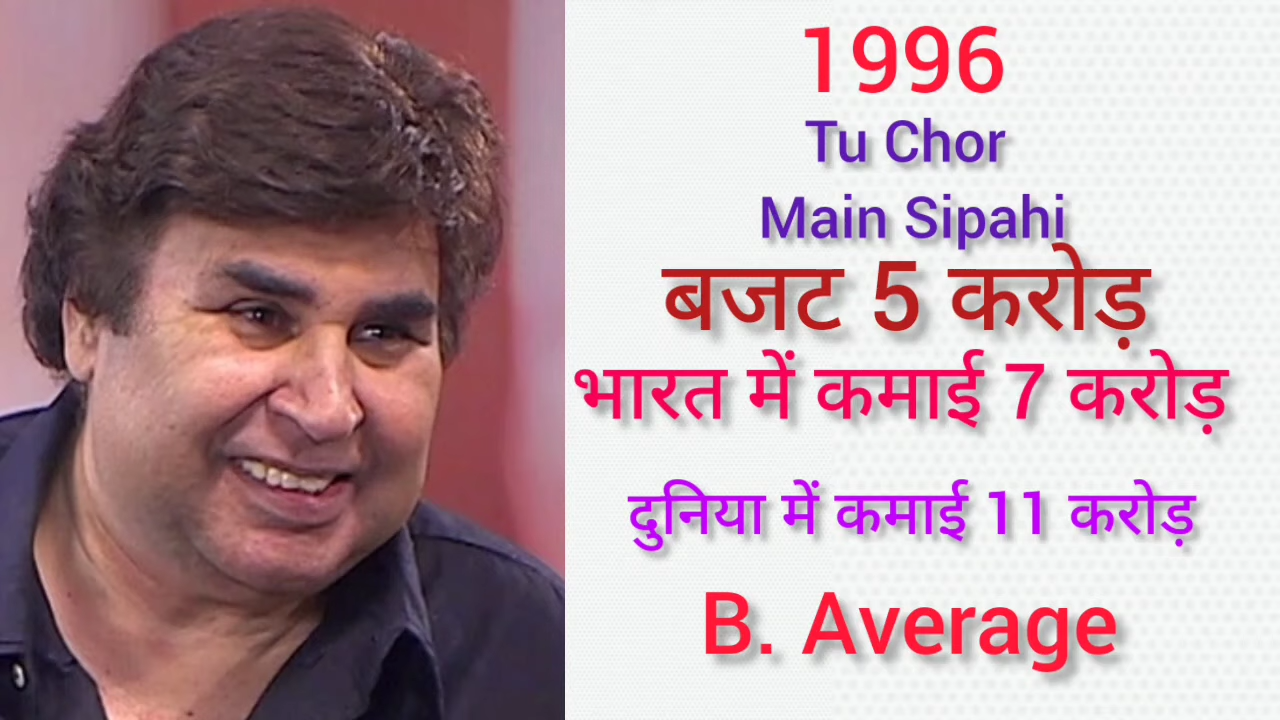 1996
Tu Chor
Main Sipahi
बजट 5 करोड़
भारत में कमाई 7 करोड़
दुनिया में कमाई 11 करोड़
B. Average